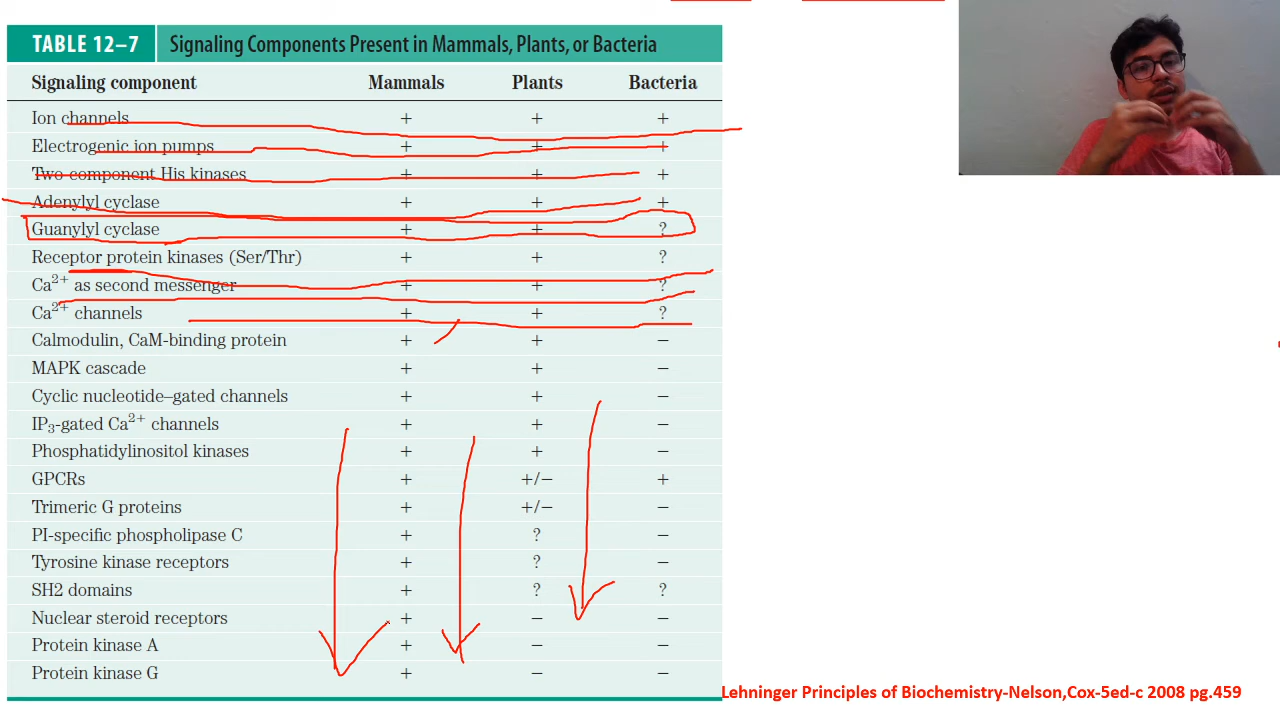 TABLE 12–7 Signaling Components Present in Mammals, Plants, or Bacteria
Signaling component Mammals Plants Bacteria
Ion channels + + +
Electrogenic ion pumps + + +
Two-component His kinases + + +
Adenylyl cyclase + + +
Guanylyl cyclase + + ?
Receptor protein kinases (Ser/Thr) + + ?
Ca²⁺ as second messenger + + ?
Ca²⁺ channels + + ?
Calmodulin, CaM-binding protein + + −
MAPK cascade + + −
Cyclic nucleotide–gated channels + + −
IP₃-gated Ca²⁺ channels + + −
Phosphatidylinositol kinases + + −
GPCRs + +/− +
Trimeric G proteins + +/− −
PI-specific phospholipase C + ? −
Tyrosine kinase receptors + ? −
SH2 domains + ? ?
Nuclear steroid receptors + − −
Protein kinase A + − −
Protein kinase G + − −
Lehninger Principles of Biochemistry-Nelson,Cox-5ed-c 2008 pg.459